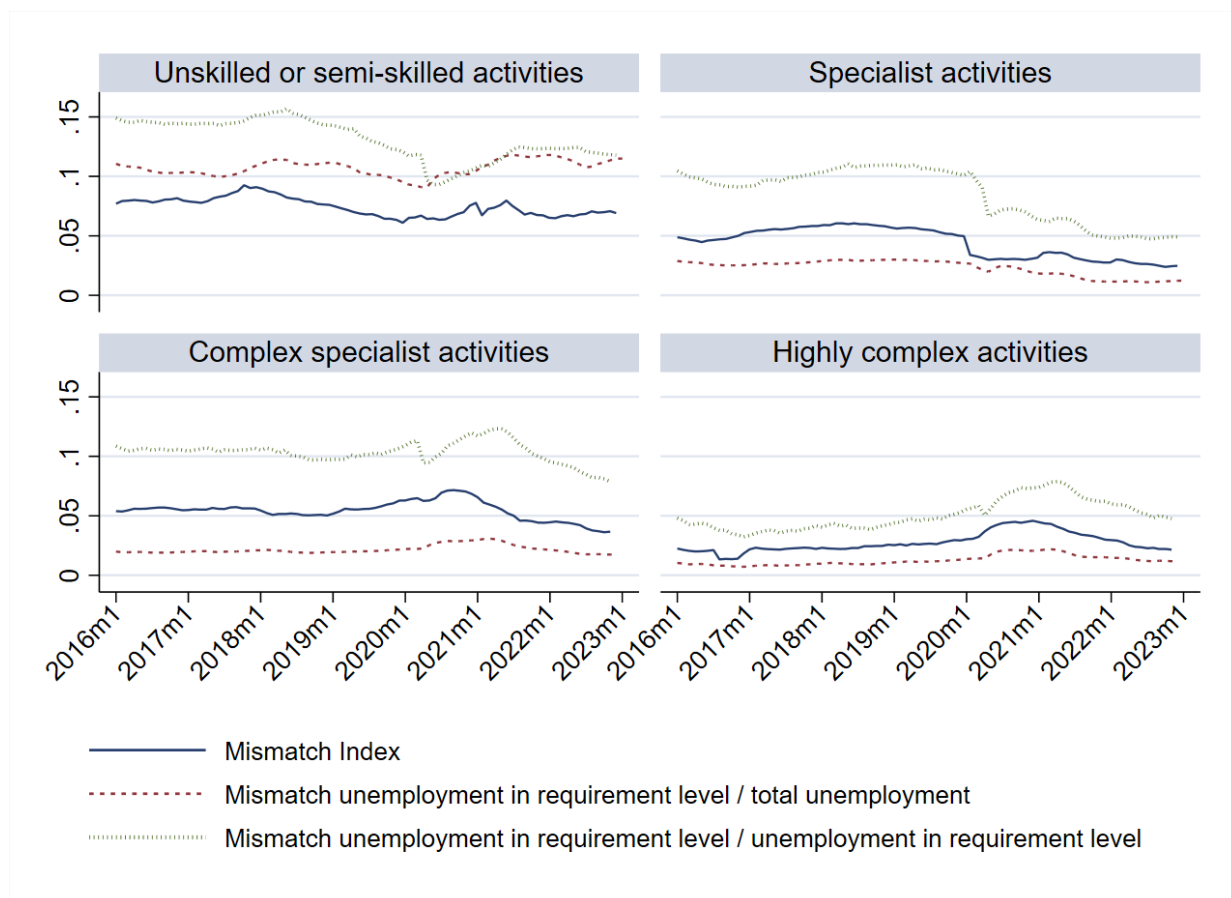 Unskilled or semi-skilled activities
Specialist activities
.15
.1
.05
0
Complex specialist activities
Highly complex activities
.15
.1
.05
0
2016m1
2017m1
2018m1
2019m1
2020m1
2021m1
2022m1
2023m1
2016m1
2017m1
2018m1
2019m1
2020m1
2021m1
2022m1
2023m1
Mismatch Index
Mismatch unemployment in requirement level / total unemployment
Mismatch unemployment in requirement level / unemployment in requirement level